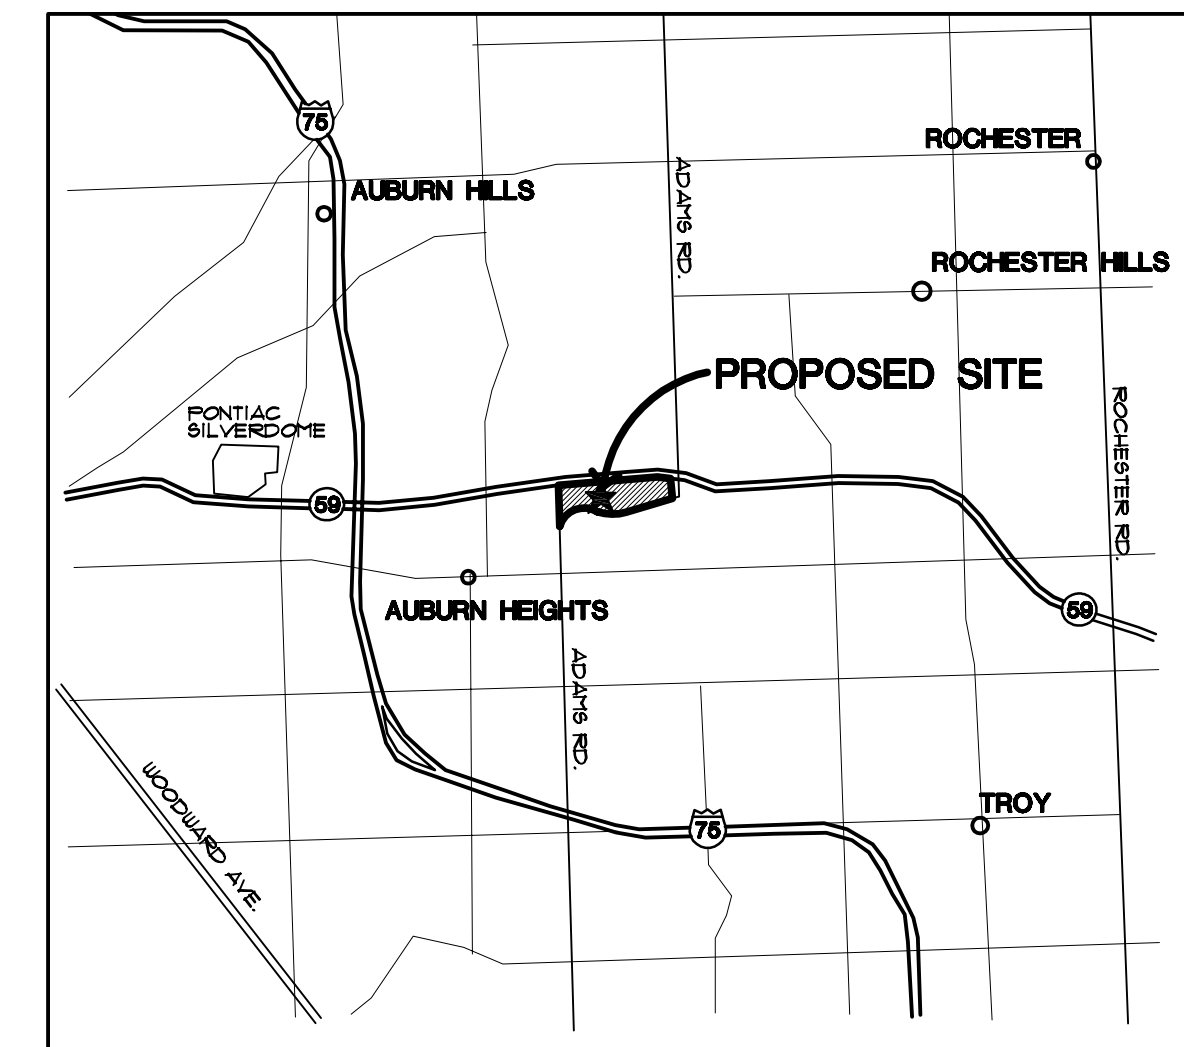 75
ROCHESTER
ADAMS RD.
AUBURN HILLS
ROCHESTER HILLS
PROPOSED SITE
ROCHESTER RD.
PONTIAC
SILVERDOME
59
AUBURN HEIGHTS
59
ADAMS RD.
WOODWARD AVE.
TROY
75